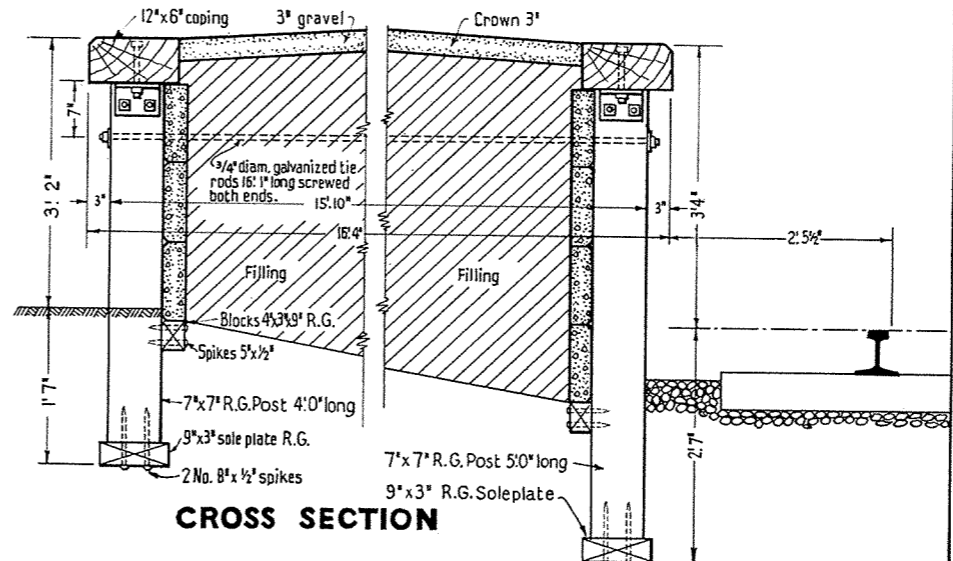 12"x6" coping
3" gravel
Crown 3"
7"
3/4" diam. galvanized tie
rods 16'.1" long screwed
both ends.
3'.2"
3"
15'.10"
3"
3'4"
16'.4"
2'.5½"
Filling
Filling
Blocks 4'x3"x9" R.G.
Spikes 5"x½"
1'7"
7"x7" R.G. Post 4'.0" long
9"x3" sole plate R.G.
2 No. 8"x½" spikes
7"x7" R.G. Post 5'.0" long
2'.7"
9"x3" R.G. Soleplate
CROSS SECTION